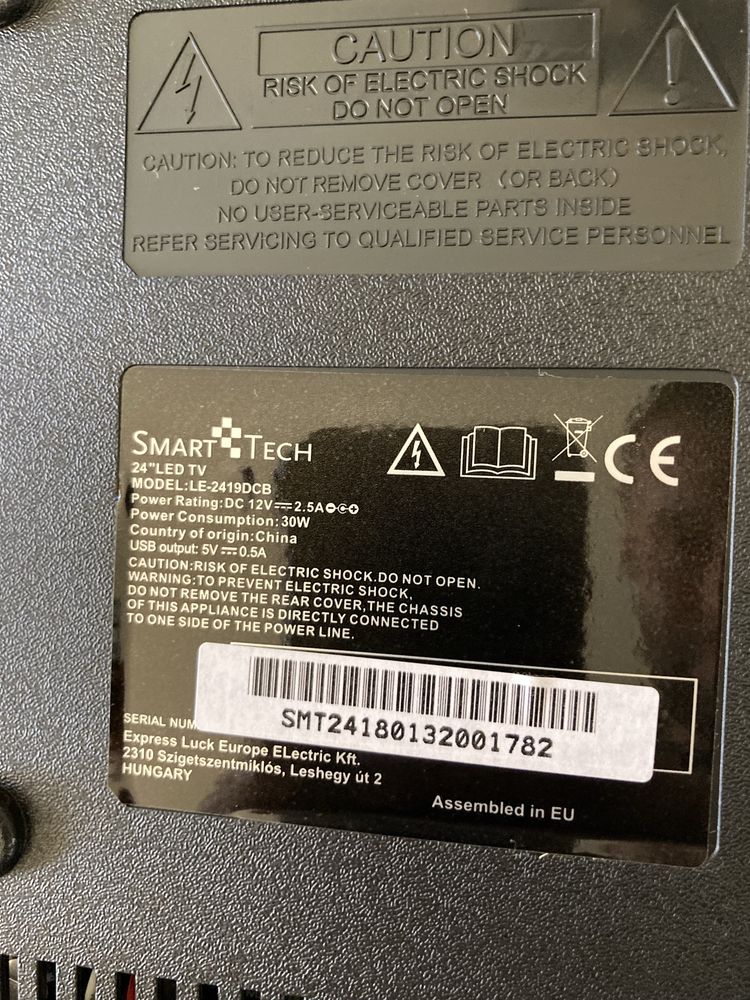 CAUTION
RISK OF ELECTRIC SHOCK
DO NOT OPEN
CAUTION: TO REDUCE THE RISK OF ELECTRIC SHOCK,
DO NOT REMOVE COVER (OR BACK)
NO USER-SERVICEABLE PARTS INSIDE
REFER SERVICING TO QUALIFIED SERVICE PERSONNEL
SMART TECH
24"LED TV
MODEL:LE-2419DCB
Power Rating:DC 12V⎓2.5A
Power Consumption:30W
Country of origin:China
USB output: 5V⎓0.5A
CE
CAUTION:RISK OF ELECTRIC SHOCK.DO NOT OPEN.
WARNING:TO PREVENT ELECTRIC SHOCK,
DO NOT REMOVE THE REAR COVER,THE CHASSIS
OF THIS APPLIANCE IS DIRECTLY CONNECTED
TO ONE SIDE OF THE POWER LINE.
SERIAL NUM
SMT24180132001782
Express Luck Europe ELectric Kft.
2310 Szigetszentmiklós, Leshegy út 2
HUNGARY
Assembled in EU